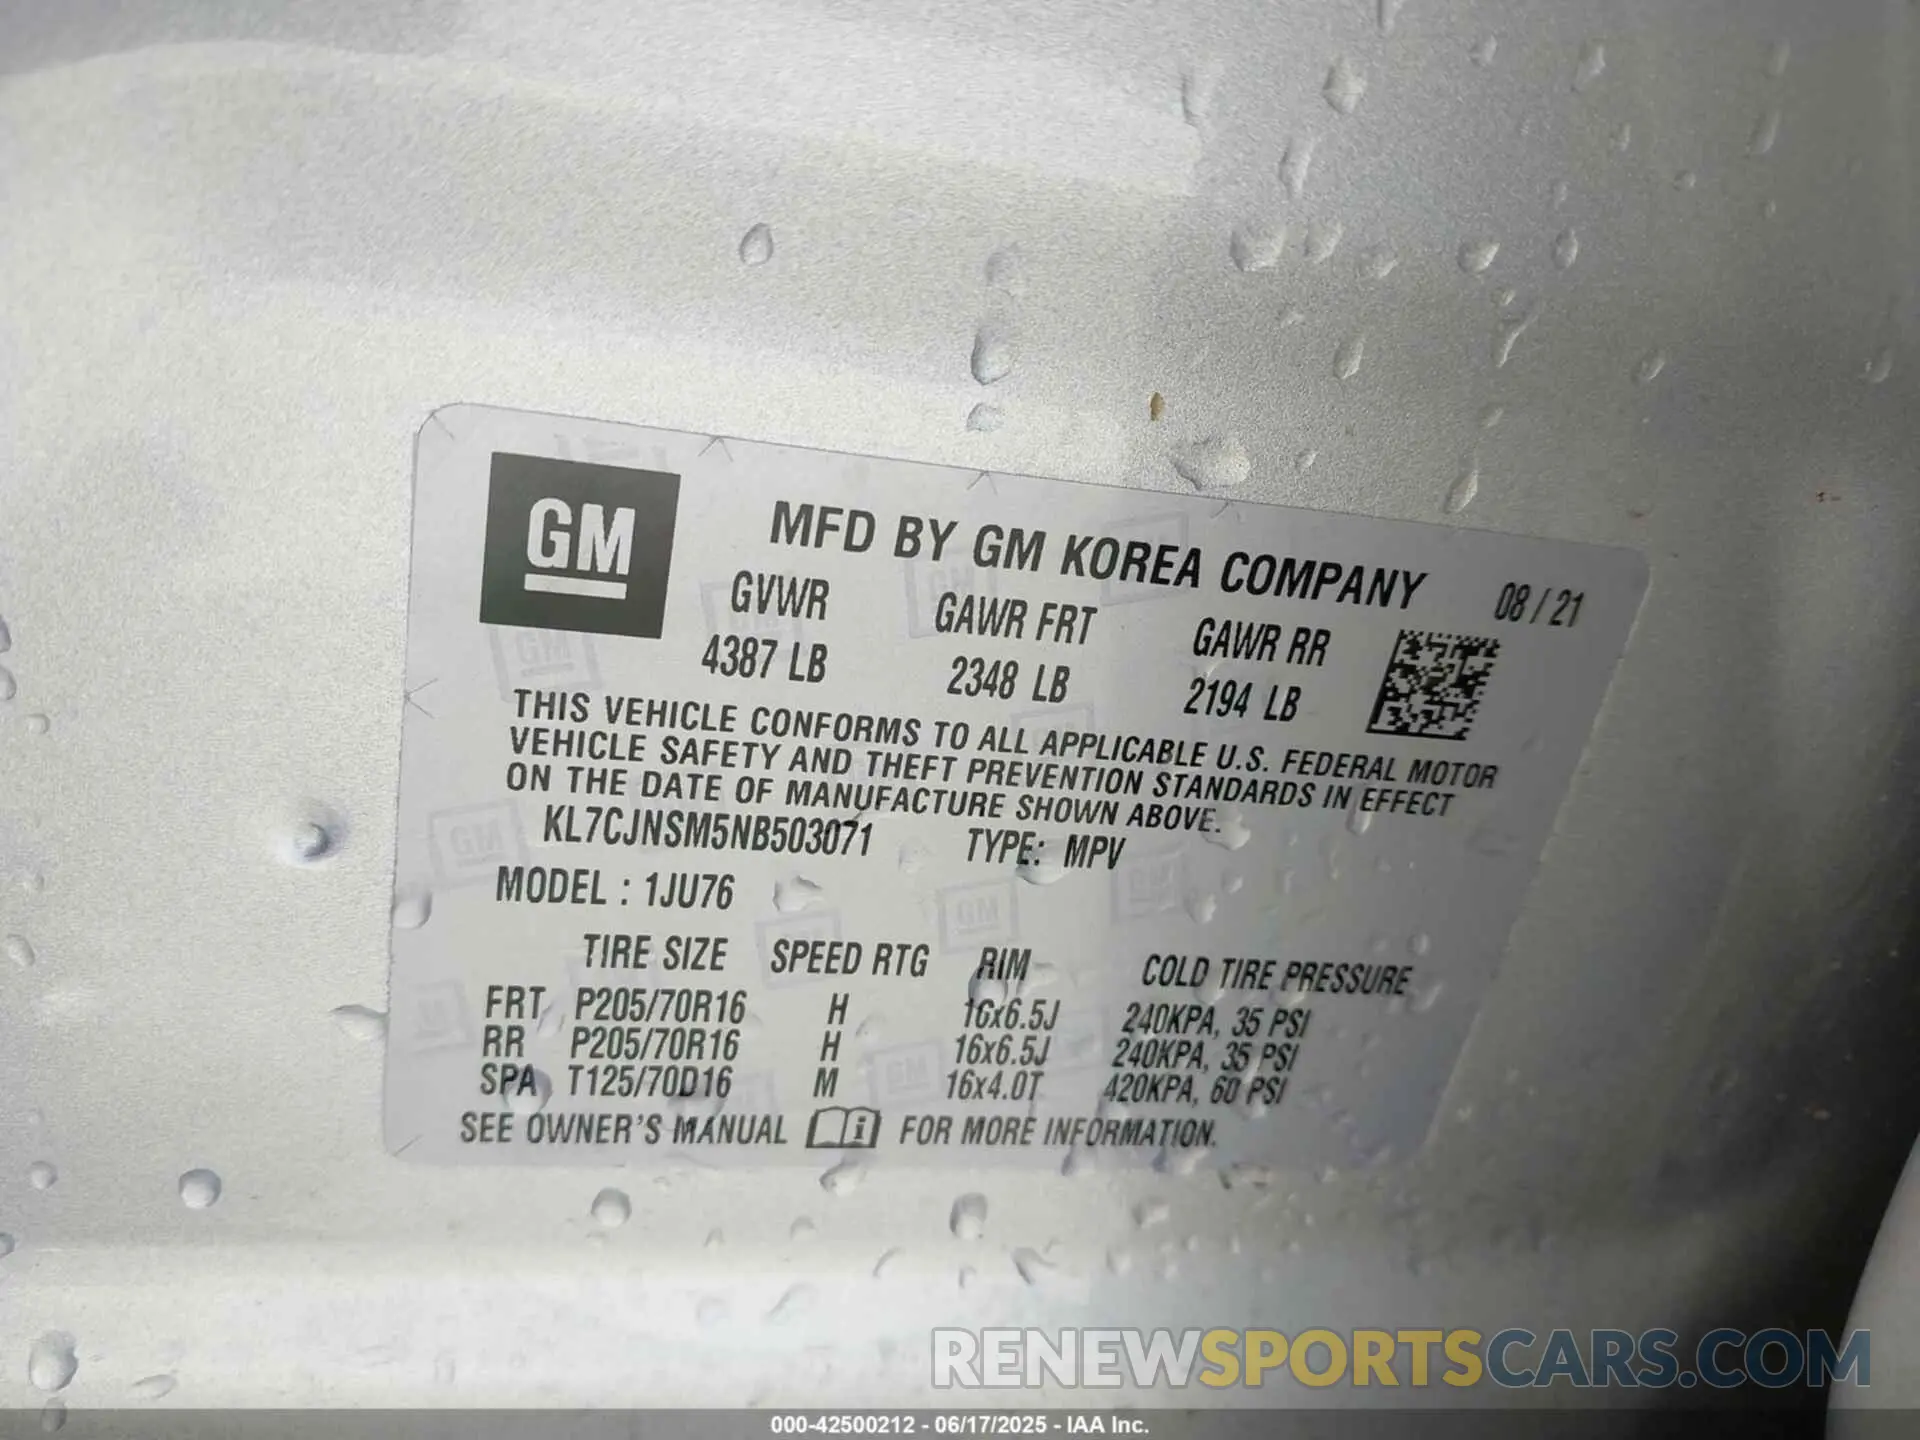 GM
MFD BY GM KOREA COMPANY 08 / 21
GVWR GAWR FRT GAWR RR
4387 LB 2348 LB 2194 LB
THIS VEHICLE CONFORMS TO ALL APPLICABLE U.S. FEDERAL MOTOR
VEHICLE SAFETY AND THEFT PREVENTION STANDARDS IN EFFECT
ON THE DATE OF MANUFACTURE SHOWN ABOVE.
KL7CJNSM5NB503071 TYPE: MPV
MODEL : 1JU76
TIRE SIZE SPEED RTG RIM COLD TIRE PRESSURE
FRT P205/70R16 H 16x6.5J 240KPA, 35 PSI
RR P205/70R16 H 16x6.5J 240KPA, 35 PSI
SPA T125/70D16 M 16x4.0T 420KPA, 60 PSI
SEE OWNER'S MANUAL i FOR MORE INFORMATION.
RENEWSPORTSCARS.COM
000-42500212 - 06/17/2025 - IAA Inc.